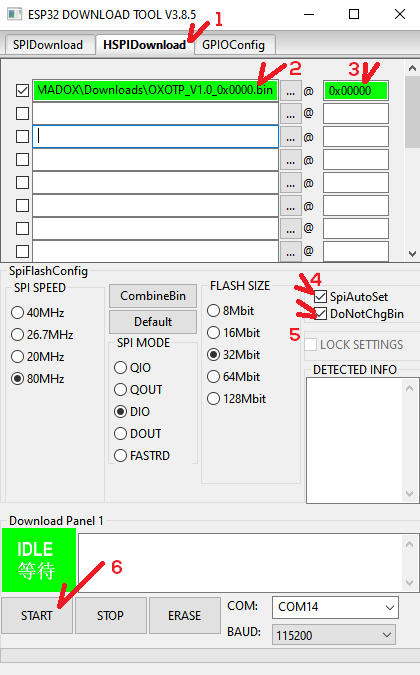 ESP32 DOWNLOAD TOOL V3.8.5
1
SPIDownload HSPIDownload GPIOConfig
2 3
MADOX\Downloads\OXOTP_V1.0_0x0000.bin ... @ 0x00000
... @
... @
... @
... @
... @
... @
... @
SpiFlashConfig
SPI SPEED
40MHz
26.7MHz
20MHz
80MHz
CombineBin
Default
SPI MODE
QIO
QOUT
DIO
DOUT
FASTRD
FLASH SIZE
8Mbit
16Mbit
32Mbit
64Mbit
128Mbit
4
SpiAutoSet
5
DoNotChgBin
LOCK SETTINGS
DETECTED INFO
Download Panel 1
IDLE
等待
6
START STOP ERASE
COM: COM14
BAUD: 115200